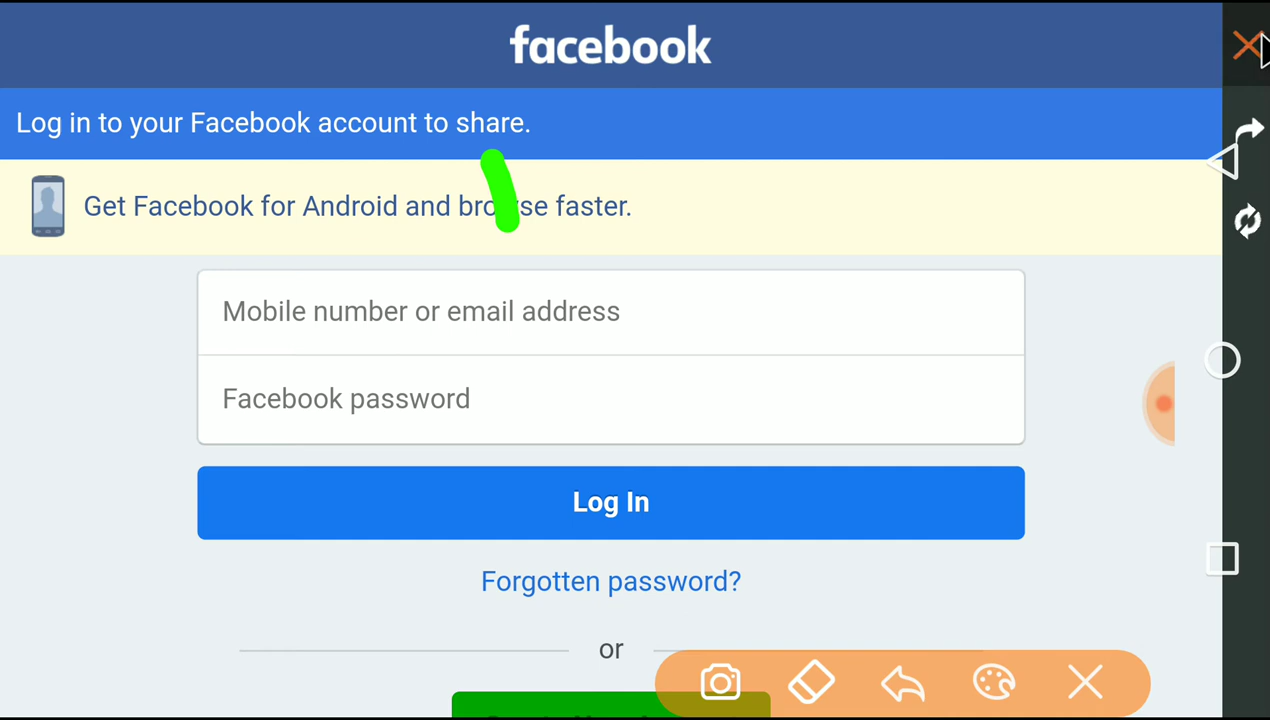 facebook
Log in to your Facebook account to share.
Get Facebook for Android and browse faster.
Mobile number or email address
Facebook password
Log In
Forgotten password?
or